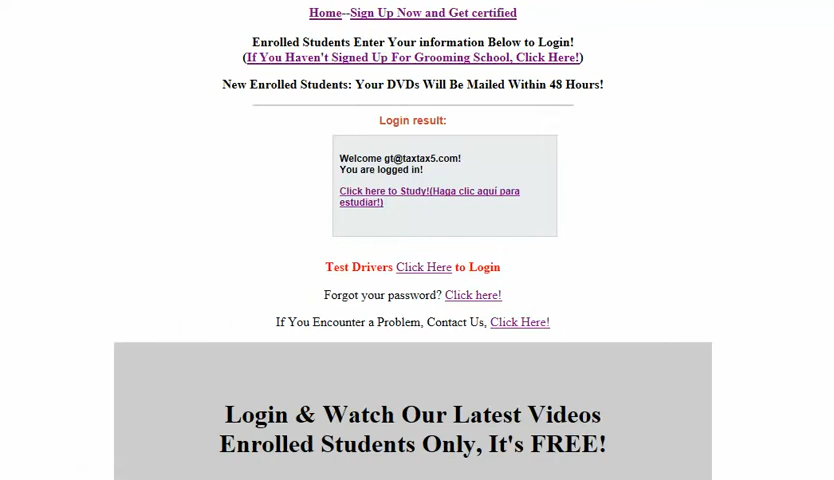 Home--Sign Up Now and Get certified
Enrolled Students Enter Your information Below to Login!
(If You Haven't Signed Up For Grooming School, Click Here!)
New Enrolled Students: Your DVDs Will Be Mailed Within 48 Hours!
Login result:
Welcome gt@taxtax5.com!
You are logged in!
Click here to Study!(Haga clic aquí para
estudiar!)
Test Drivers Click Here to Login
Forgot your password? Click here!
If You Encounter a Problem, Contact Us, Click Here!
Login & Watch Our Latest Videos
Enrolled Students Only, It's FREE!